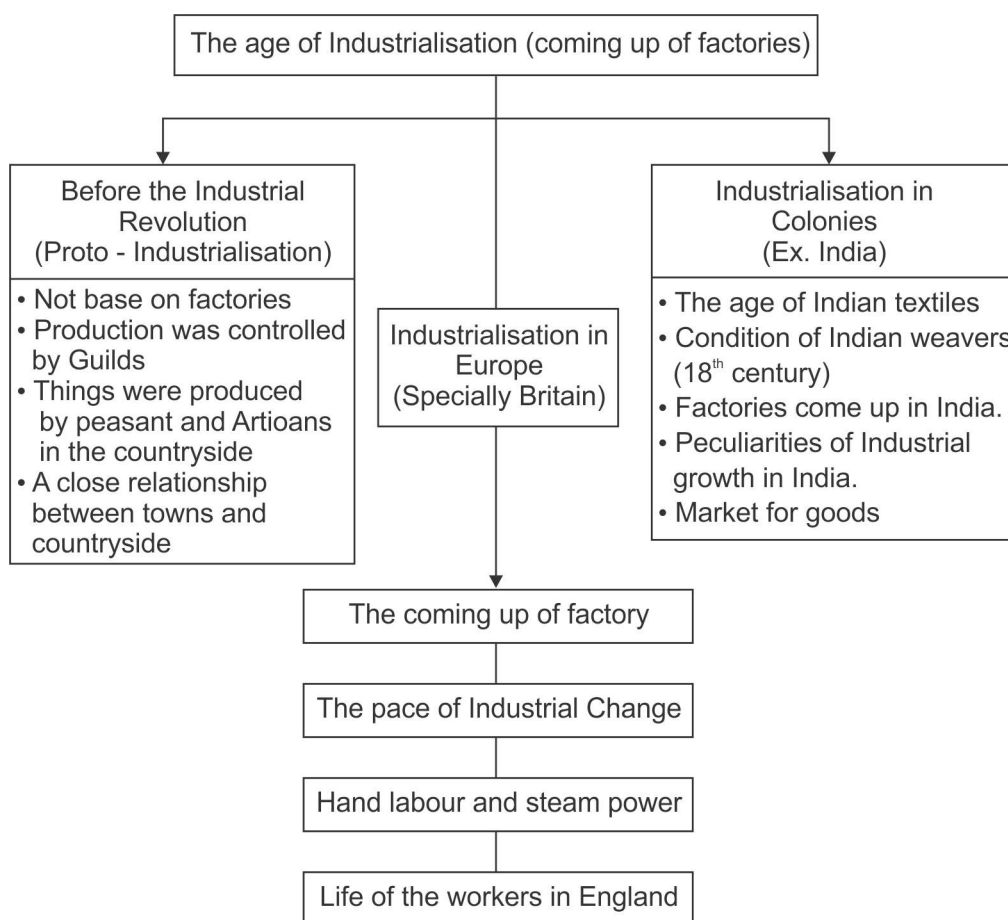 The age of Industrialisation (coming up of factories)
Before the Industrial
Revolution
(Proto - Industrialisation)
• Not base on factories
• Production was controlled
by Guilds
• Things were produced
by peasant and Artioans
in the countryside
• A close relationship
between towns and
countryside
Industrialisation in
Europe
(Specially Britain)
Industrialisation in
Colonies
(Ex. India)
• The age of Indian textiles
• Condition of Indian weavers
(18th century)
• Factories come up in India.
• Peculiarities of Industrial
growth in India.
• Market for goods
The coming up of factory
The pace of Industrial Change
Hand labour and steam power
Life of the workers in England